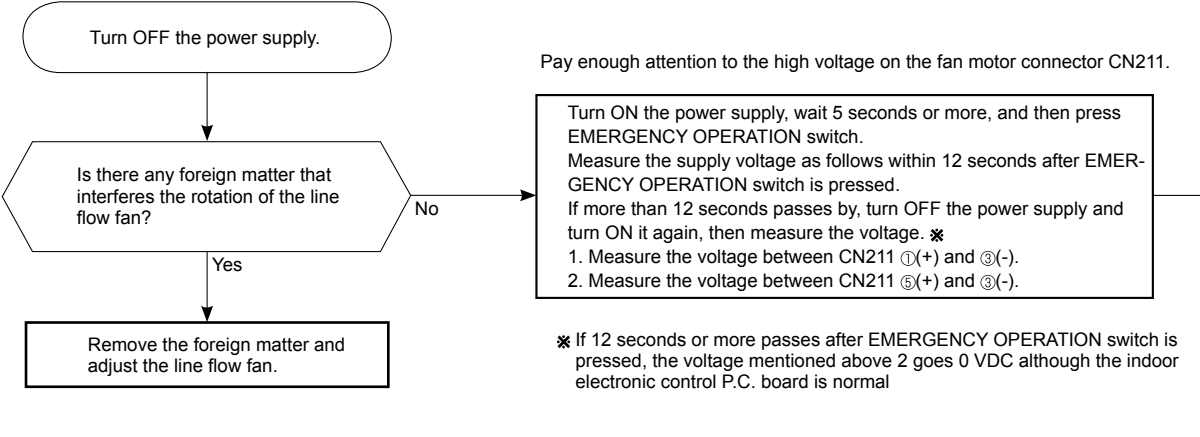 Turn OFF the power supply.
Is there any foreign matter that
interferes the rotation of the line
flow fan?
No
Yes
Remove the foreign matter and
adjust the line flow fan.
Pay enough attention to the high voltage on the fan motor connector CN211.
Turn ON the power supply, wait 5 seconds or more, and then press
EMERGENCY OPERATION switch.
Measure the supply voltage as follows within 12 seconds after EMER-
GENCY OPERATION switch is pressed.
If more than 12 seconds passes by, turn OFF the power supply and
turn ON it again, then measure the voltage. ※
1. Measure the voltage between CN211 ①(+) and ③(-).
2. Measure the voltage between CN211 ⑤(+) and ③(-).
※ If 12 seconds or more passes after EMERGENCY OPERATION switch is
pressed, the voltage mentioned above 2 goes 0 VDC although the indoor
electronic control P.C. board is normal